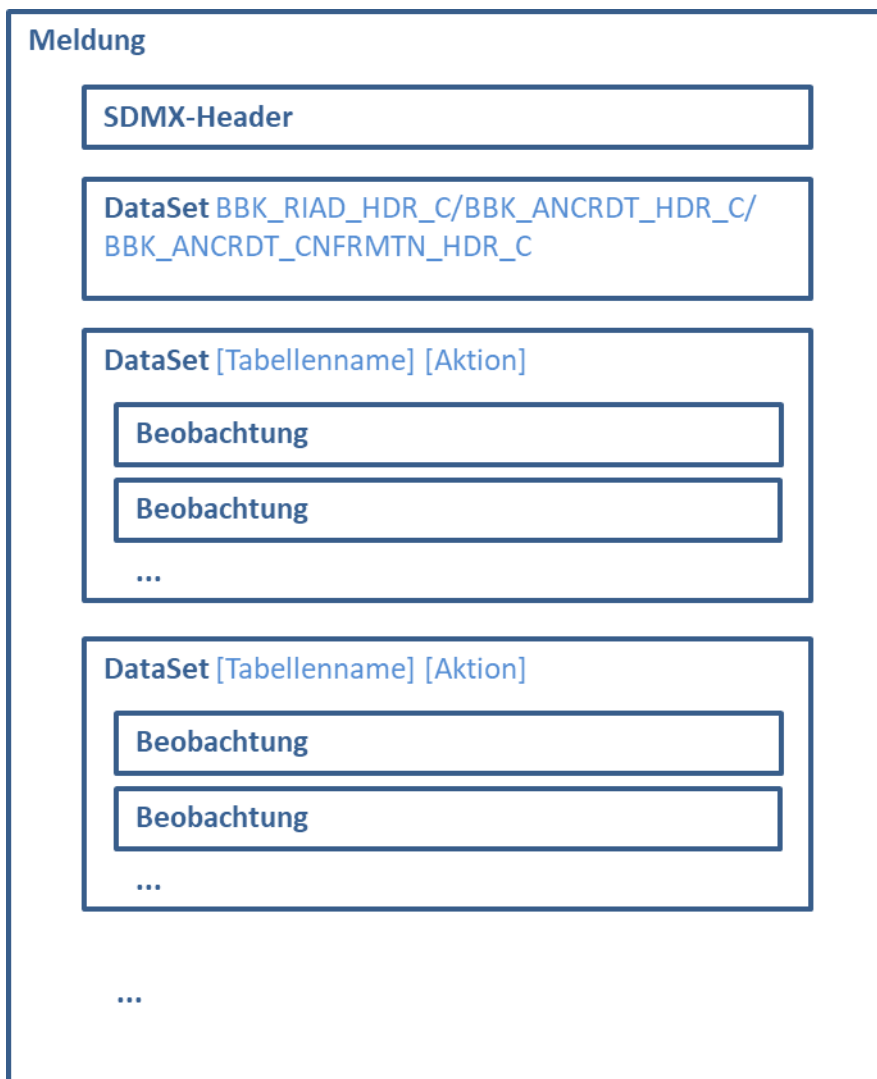 Meldung
SDMX-Header
DataSet BBK_RIAD_HDR_C/BBK_ANCRDT_HDR_C/
BBK_ANCRDT_CNFRMTN_HDR_C
DataSet [Tabellenname] [Aktion]
Beobachtung
Beobachtung
...
DataSet [Tabellenname] [Aktion]
Beobachtung
Beobachtung
...
...